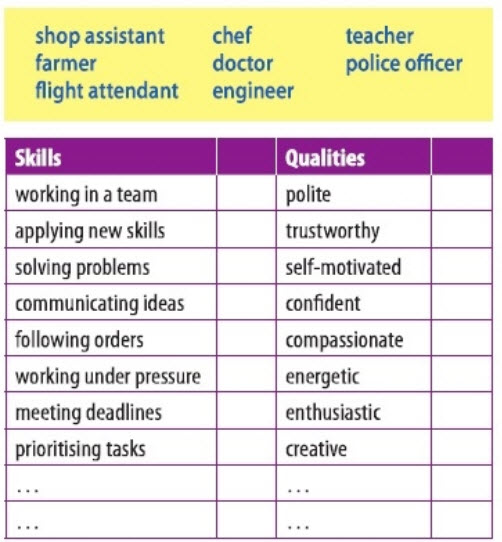 shop assistant chef teacher
farmer doctor police officer
flight attendant engineer
Skills Qualities
working in a team polite
applying new skills trustworthy
solving problems self-motivated
communicating ideas confident
following orders compassionate
working under pressure energetic
meeting deadlines enthusiastic
prioritising tasks creative
... ...
... ...